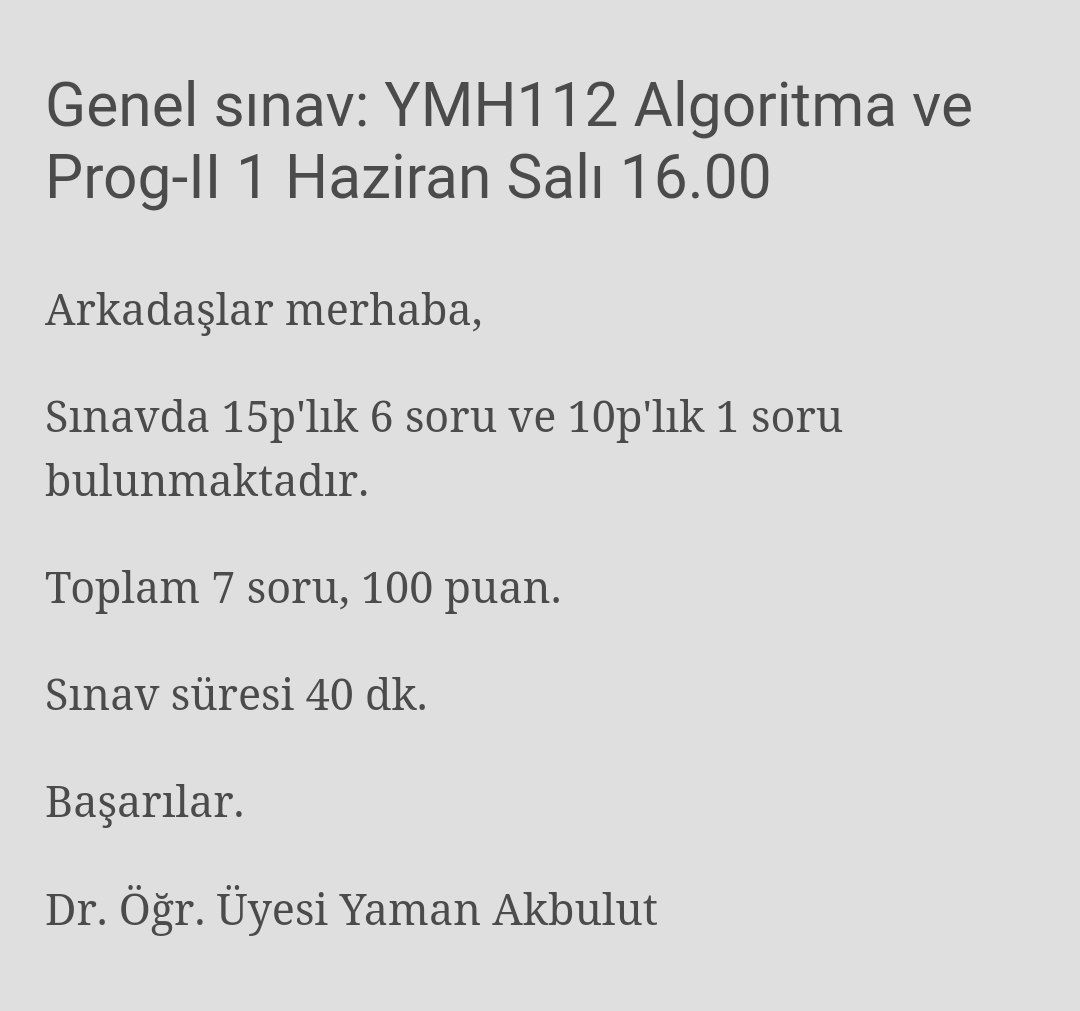 Genel sınav: YMH112 Algoritma ve
Prog-II 1 Haziran Salı 16.00
Arkadaşlar merhaba,
Sınavda 15p'lık 6 soru ve 10p'lık 1 soru
bulunmaktadır.
Toplam 7 soru, 100 puan.
Sınav süresi 40 dk.
Başarılar.
Dr. Öğr. Üyesi Yaman Akbulut